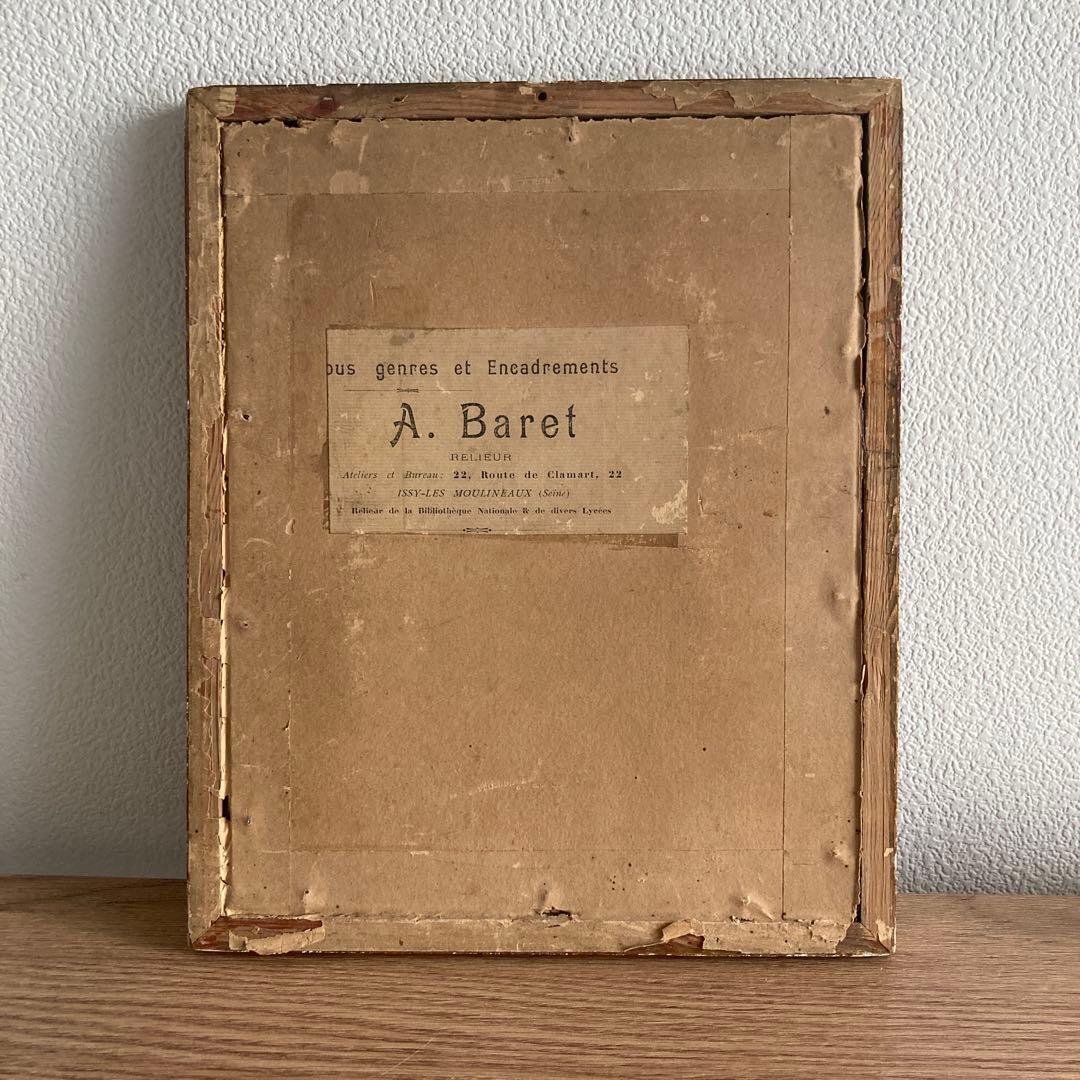 ous genres et Encadrements
A. Baret
RELIEUR
Ateliers et Bureau: 22, Route de Clamart, 22
ISSY-LES MOULINEAUX (Seine)
Relieur de la Bibliothèque Nationale & de divers Lycées